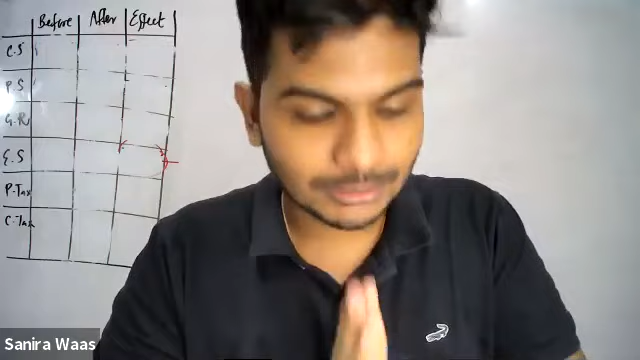 Before After Effect
C.S
P.S
G.R
E.S
P.Tax
C.Tax
Sanira Waas